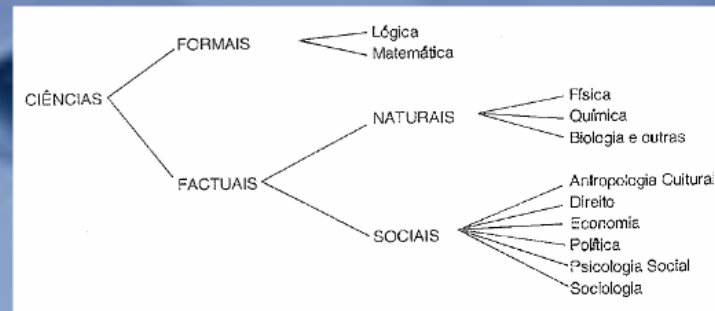 CIÊNCIAS
FORMAIS
Lógica
Matemática
FACTUAIS
NATURAIS
Física
Química
Biologia e outras
SOCIAIS
Antropologia Cultural
Direito
Economia
Política
Psicologia Social
Sociologia